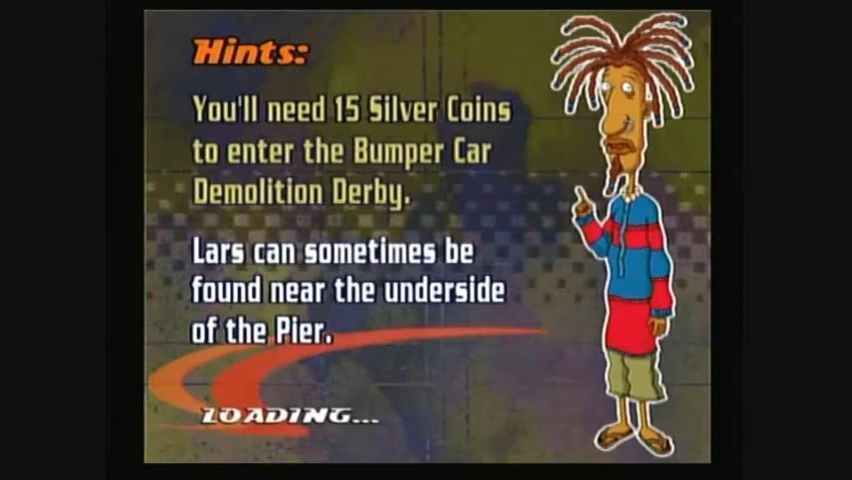 Hints:
You'll need 15 Silver Coins
to enter the Bumper Car
Demolition Derby.
Lars can sometimes be
found near the underside
of the Pier.
LOADING...